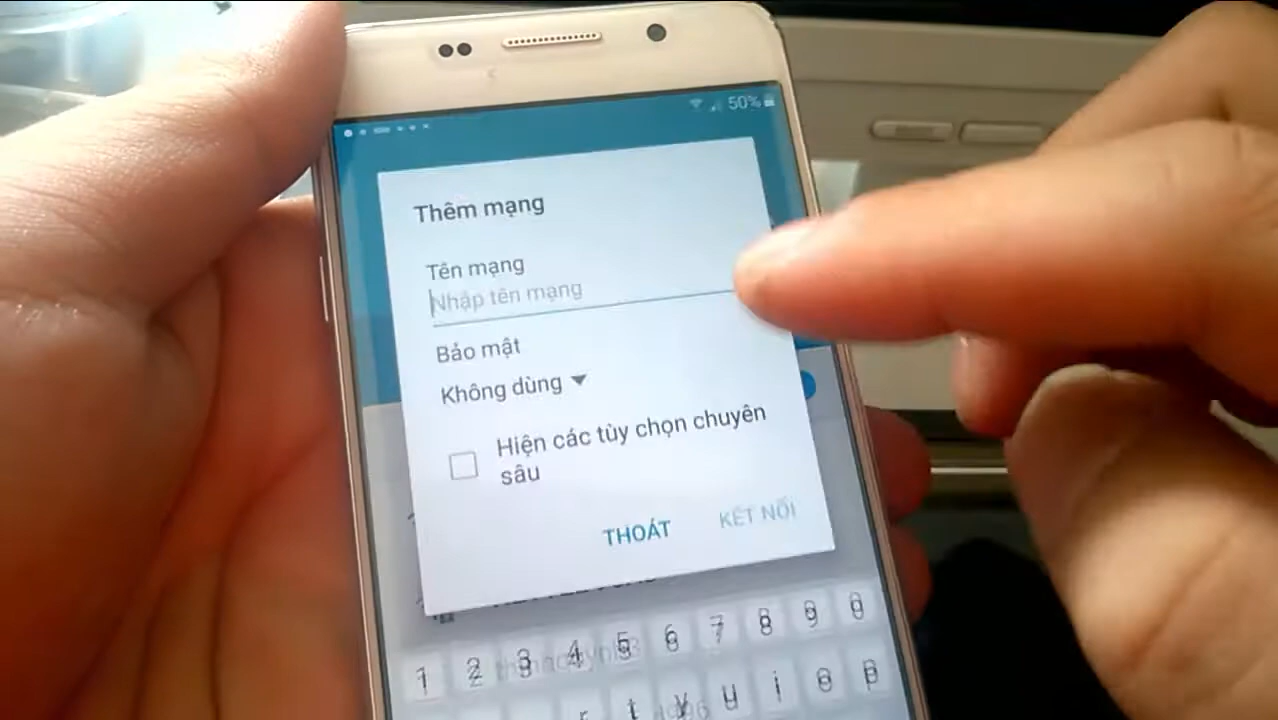 50%
Thêm mạng
Tên mạng
Nhập tên mạng
Bảo mật
Không dùng
Hiện các tùy chọn chuyên
sâu
THOÁT KẾT NỐI
1 2 3 4 5 6 7 8 9 0
r t y u i o p